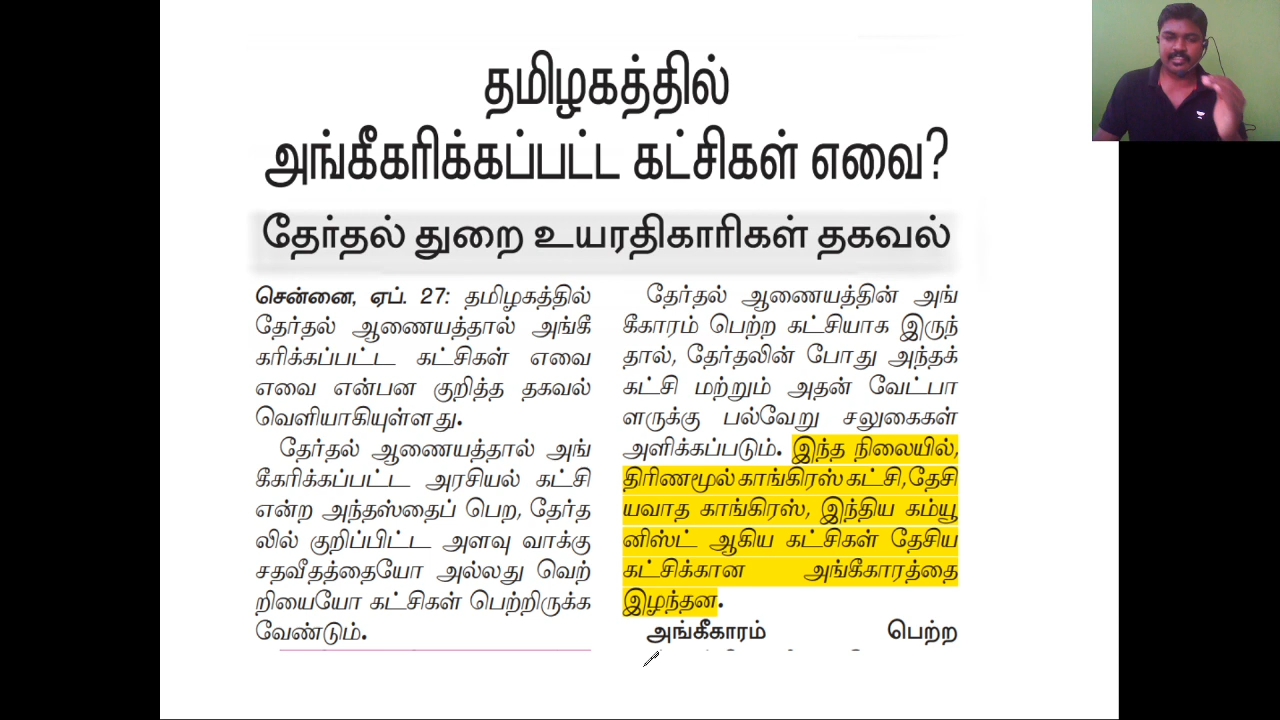 தமிழகத்தில்
அங்கீகரிக்கப்பட்ட கட்சிகள் எவை?
தேர்தல் துறை உயரதிகாரிகள் தகவல்
சென்னை, ஏப். 27: தமிழகத்தில்
தேர்தல் ஆணையத்தால் அங்கீ
கரிக்கப்பட்ட கட்சிகள் எவை
எவை என்பன குறித்த தகவல்
வெளியாகியுள்ளது.
தேர்தல் ஆணையத்தால் அங்
கீகரிக்கப்பட்ட அரசியல் கட்சி
என்ற அந்தஸ்தைப் பெற, தேர்த
லில் குறிப்பிட்ட அளவு வாக்கு
சதவீதத்தையோ அல்லது வெற்
றியையோ கட்சிகள் பெற்றிருக்க
வேண்டும்.
தேர்தல் ஆணையத்தின் அங்
கீகாரம் பெற்ற கட்சியாக இருந்
தால், தேர்தலின் போது அந்தக்
கட்சி மற்றும் அதன் வேட்பா
ளருக்கு பல்வேறு சலுகைகள்
அளிக்கப்படும். இந்த நிலையில்,
திரிணமூல் காங்கிரஸ் கட்சி, தேசி
யவாத காங்கிரஸ், இந்திய கம்யூ
னிஸ்ட் ஆகிய கட்சிகள் தேசிய
கட்சிக்கான அங்கீகாரத்தை
இழந்தன.
அங்கீகாரம் பெற்ற